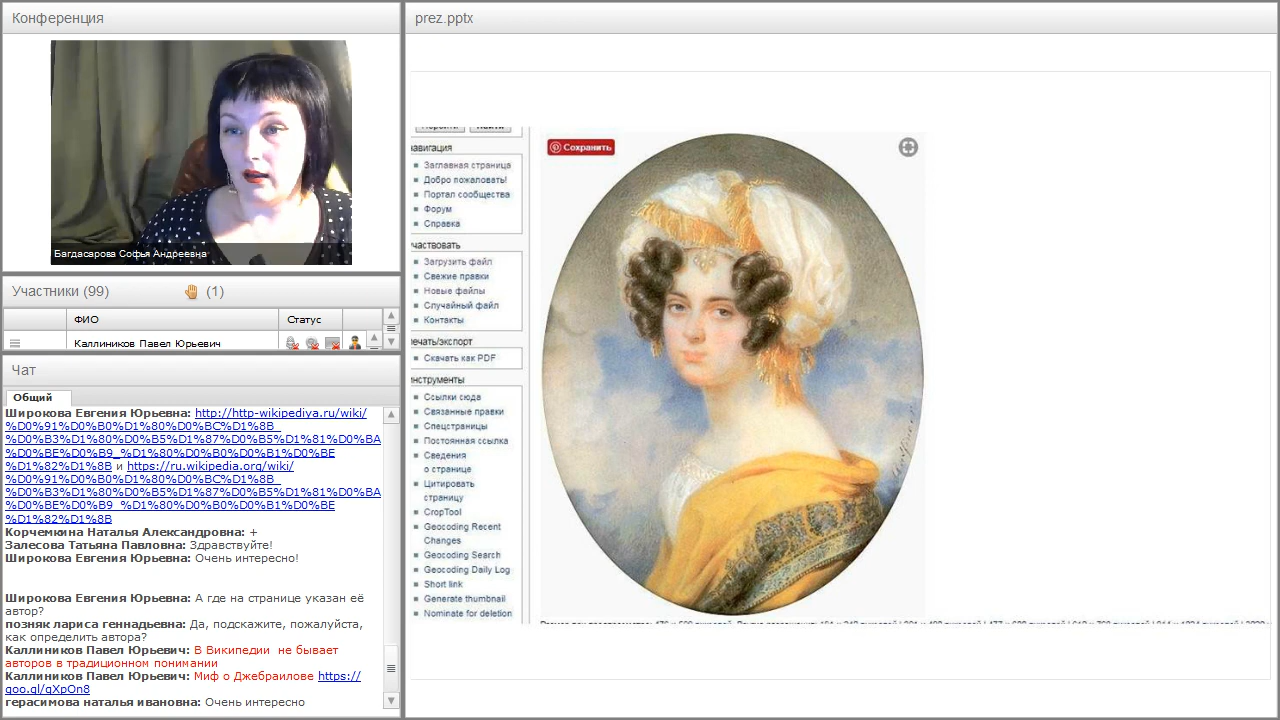 Конференция
Багдасарова Софья Андреевна
Участники (99)
(1)
ФИО
Статус
Каллиников Павел Юрьевич
Чат
Общий
Широкова Евгения Юрьевна: http://http-wikipediya.ru/wiki/
%D0%91%D0%B0%D1%80%D0%BC%D1%8B_
%D0%B3%D1%80%D0%B5%D1%87%D0%B5%D1%81%D0%BA
%D0%BE%D0%B9_%D1%80%D0%B0%D0%B1%D0%BE
%D1%82%D1%8B и https://ru.wikipedia.org/wiki/
%D0%91%D0%B0%D1%80%D0%BC%D1%8B_
%D0%B3%D1%80%D0%B5%D1%87%D0%B5%D1%81%D0%BA
%D0%BE%D0%B9_%D1%80%D0%B0%D0%B1%D0%BE
%D1%82%D1%8B
Корчемкина Наталья Александровна: +
Залесова Татьяна Павловна: Здравствуйте!
Широкова Евгения Юрьевна: Очень интересно!
Широкова Евгения Юрьевна: А где на странице указан её
автор?
позняк лариса геннадьевна: Да, подскажите, пожалуйста,
как определить автора?
Каллиников Павел Юрьевич: В Википедии не бывает
авторов в традиционном понимании
Каллиников Павел Юрьевич: Миф о Джебраилове https://
goo.gl/gXpOn8
герасимова наталья ивановна: Очень интересно
prez.pptx
Перейти
Найти
авигация
Заглавная страница
Добро пожаловать!
Портал сообщества
Форум
Справка
частвовать
Загрузить файл
Свежие правки
Новые файлы
Случайный файл
Контакты
ечать/экспорт
Скачать как PDF
нструменты
Ссылки сюда
Связанные правки
Спецстраницы
Постоянная ссылка
Сведения
о странице
Цитировать
страницу
CropTool
Geocoding Recent
Changes
Geocoding Search
Geocoding Daily Log
Short link
Generate thumbnail
Nominate for deletion
Сохранить